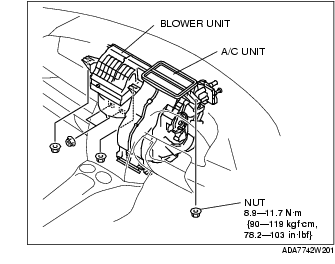 BLOWER UNIT
A/C UNIT
NUT
8.9—11.7 N·m
{90—119 kgf·cm,
78.2—103 in·lbf}
ADA7742W201